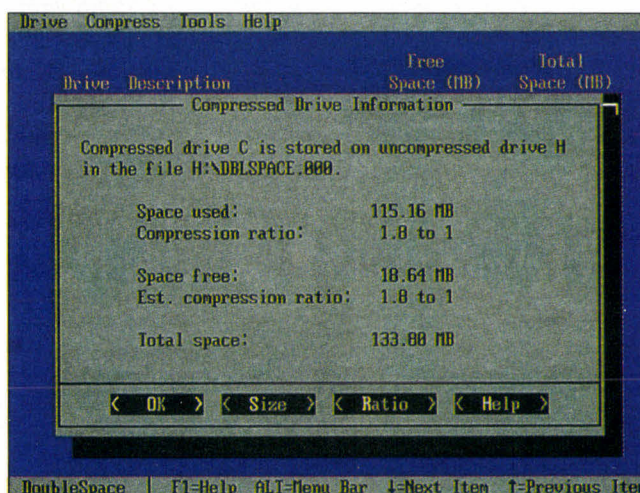 Drive Compress Tools Help
Free Total
Drive Description Space (MB) Space (MB)
Compressed Drive Information
Compressed drive C is stored on uncompressed drive H
in the file H:\DBLSPACE.000.
Space used: 115.16 MB
Compression ratio: 1.8 to 1
Space free: 18.64 MB
Est. compression ratio: 1.8 to 1
Total space: 133.80 MB
< OK > < Size > < Ratio > < Help >
DoubleSpace | F1=Help ALT=Menu Bar ↓=Next Item ↑=Previous Ite